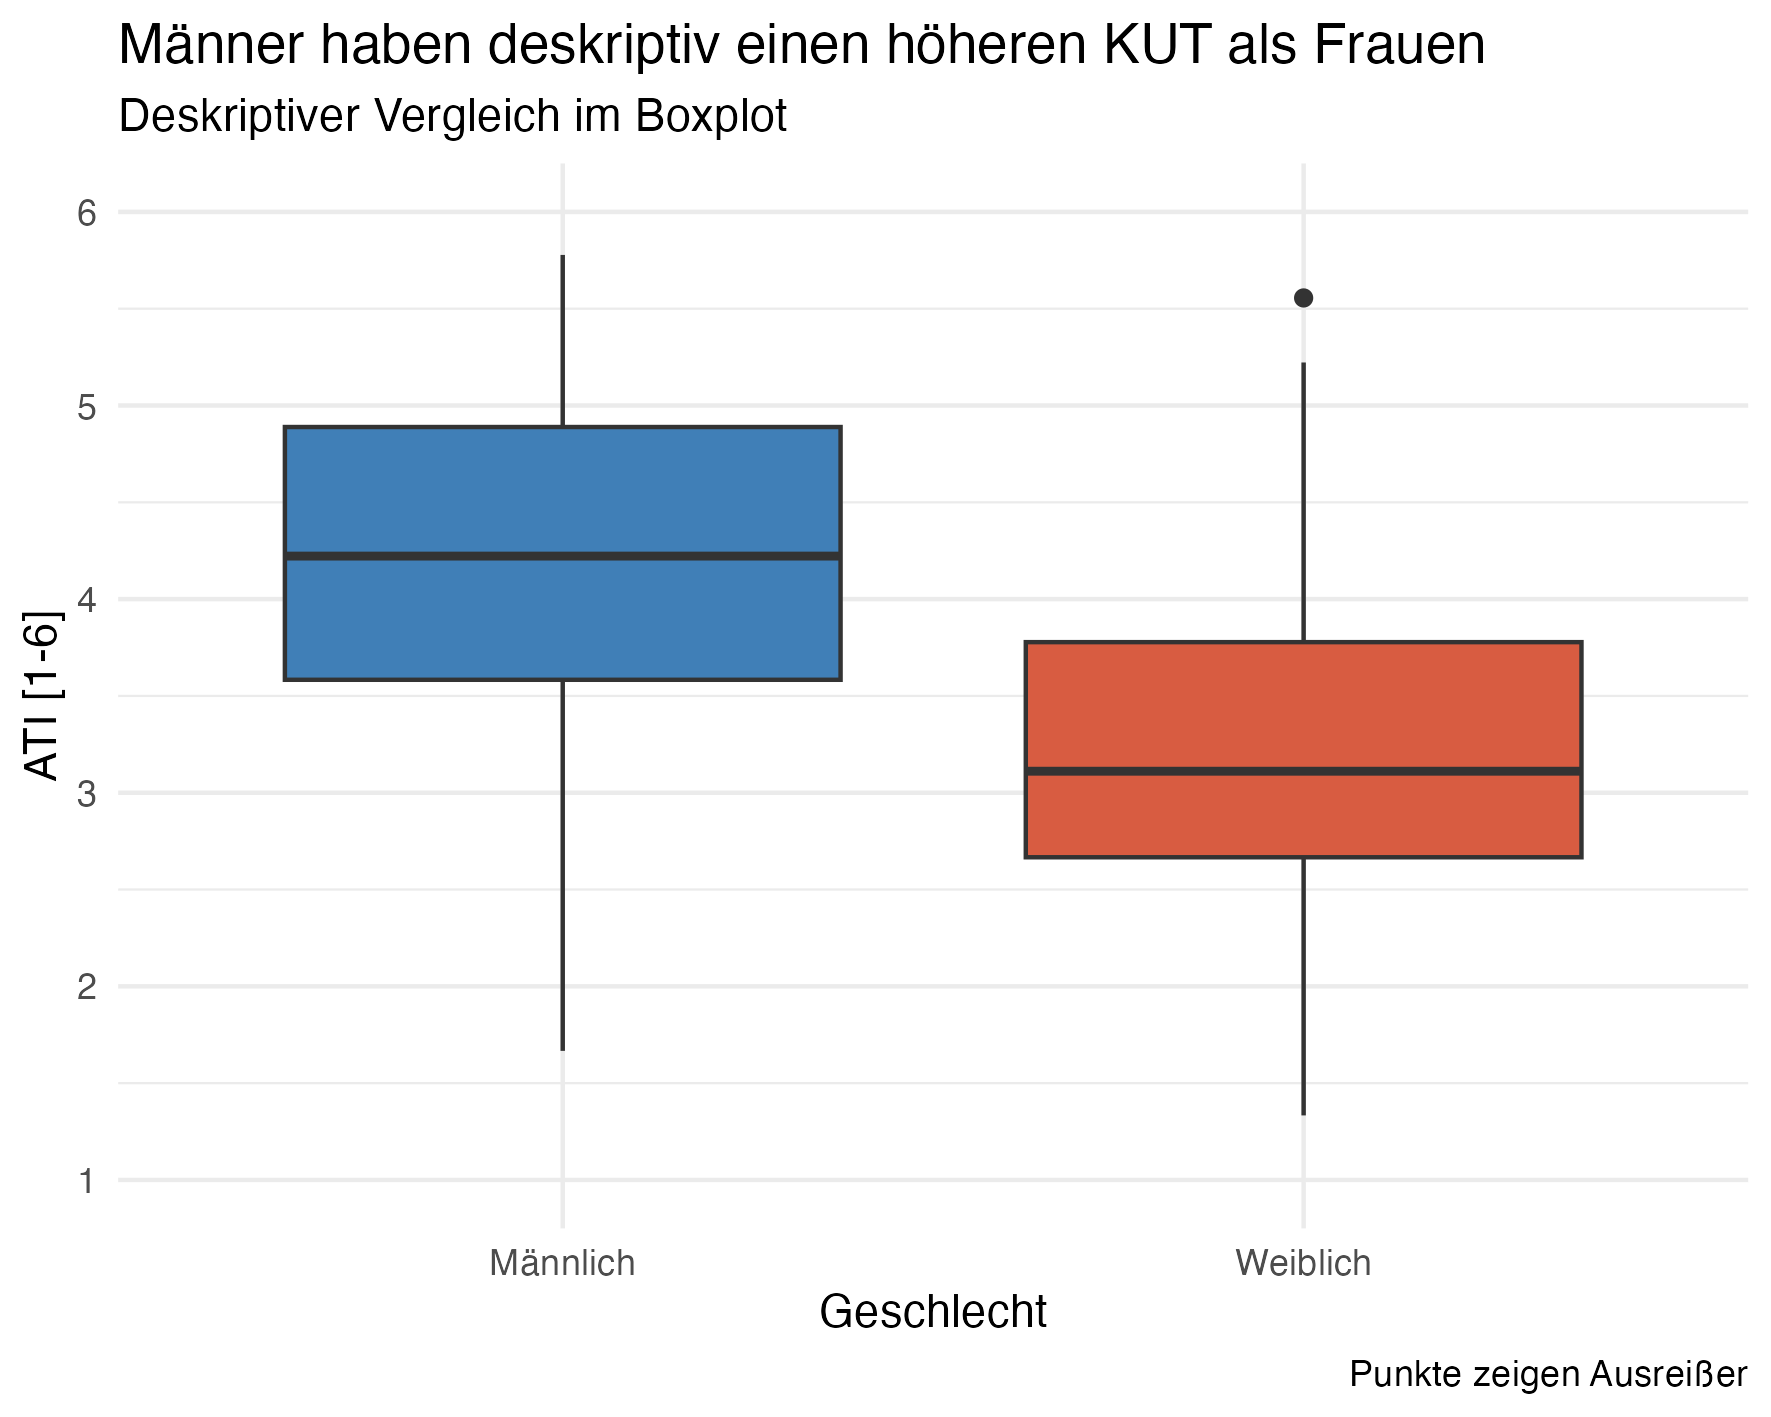 Männer haben deskriptiv einen höheren KUT als Frauen
Deskriptiver Vergleich im Boxplot
6
5
4
3
2
1
ATI [1-6]
Männlich
Weiblich
Geschlecht
Punkte zeigen Ausreißer